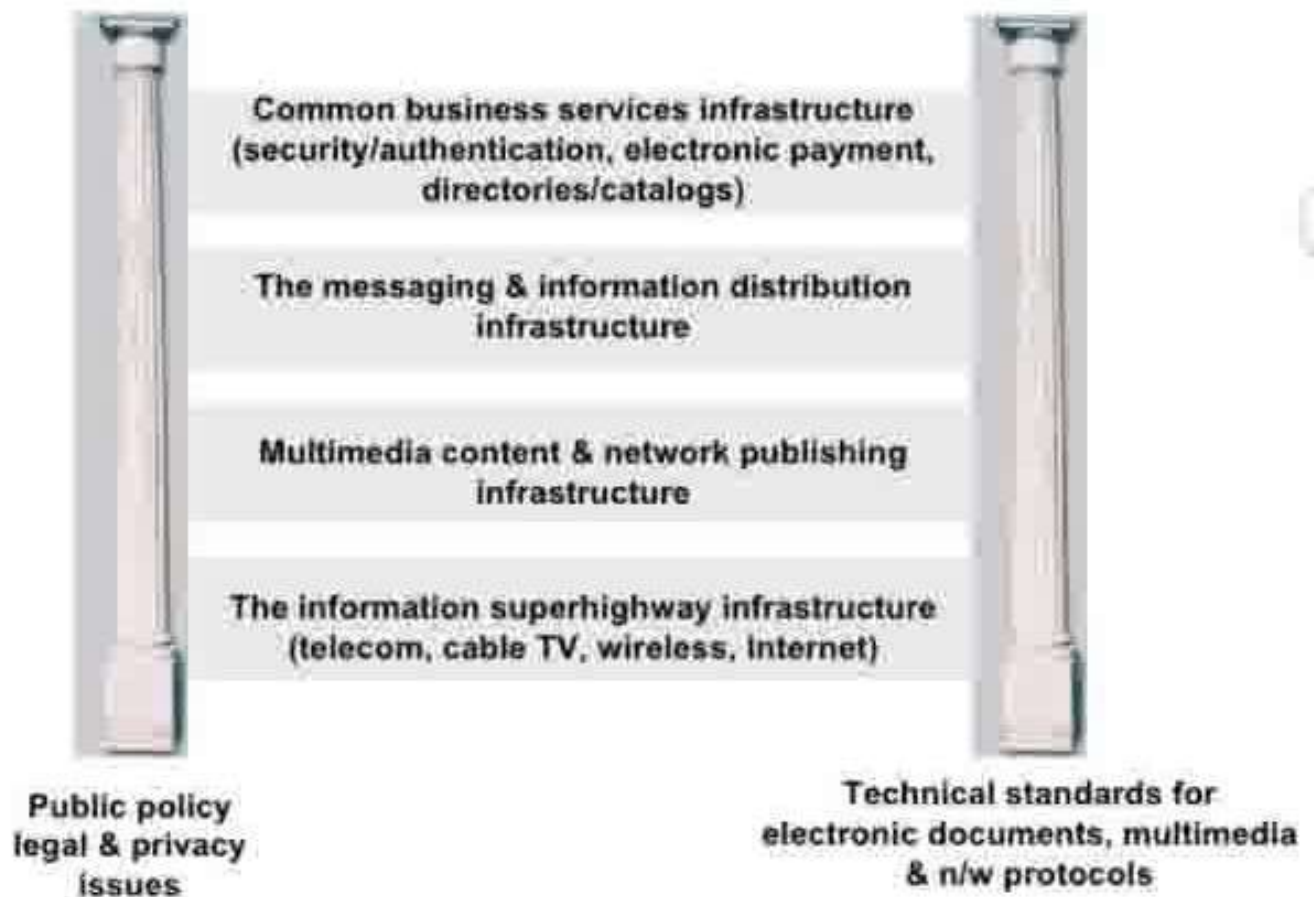 Common business services infrastructure
(security/authentication, electronic payment,
directories/catalogs)
The messaging & information distribution
infrastructure
Multimedia content & network publishing
infrastructure
The information superhighway infrastructure
(telecom, cable TV, wireless, Internet)
Public policy
legal & privacy
issues
Technical standards for
electronic documents, multimedia
& n/w protocols